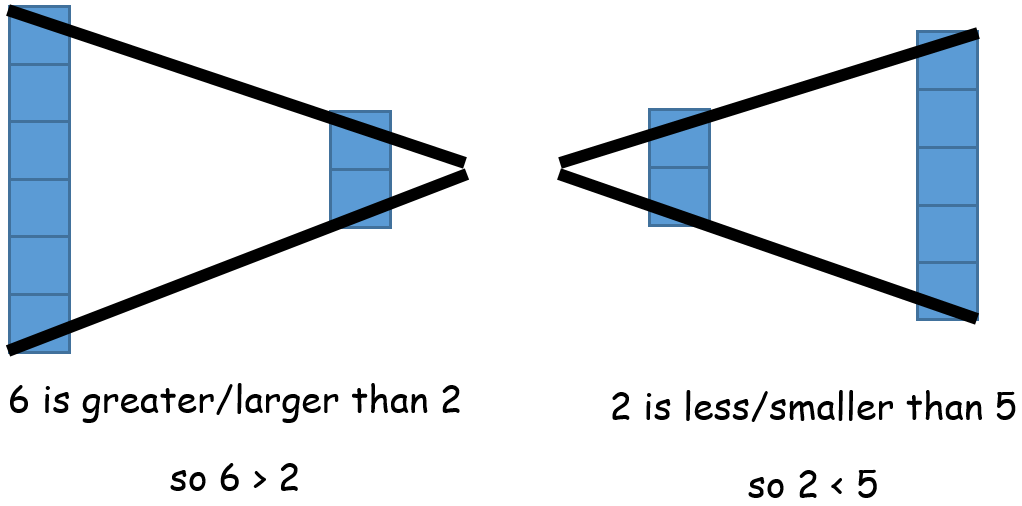 6 is greater/larger than 2
so 6 > 2
2 is less/smaller than 5
so 2 < 5